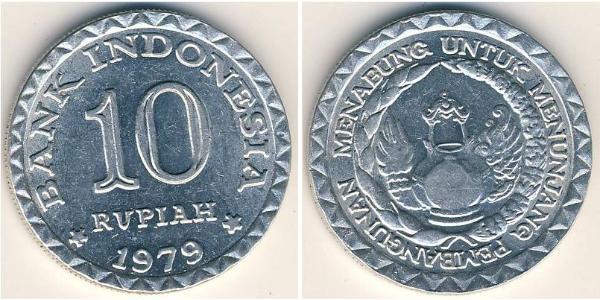 BANK INDONESIA
10
RUPIAH
1979
MENABUNG UNTUK MENUNJANG PEMBANGUNAN